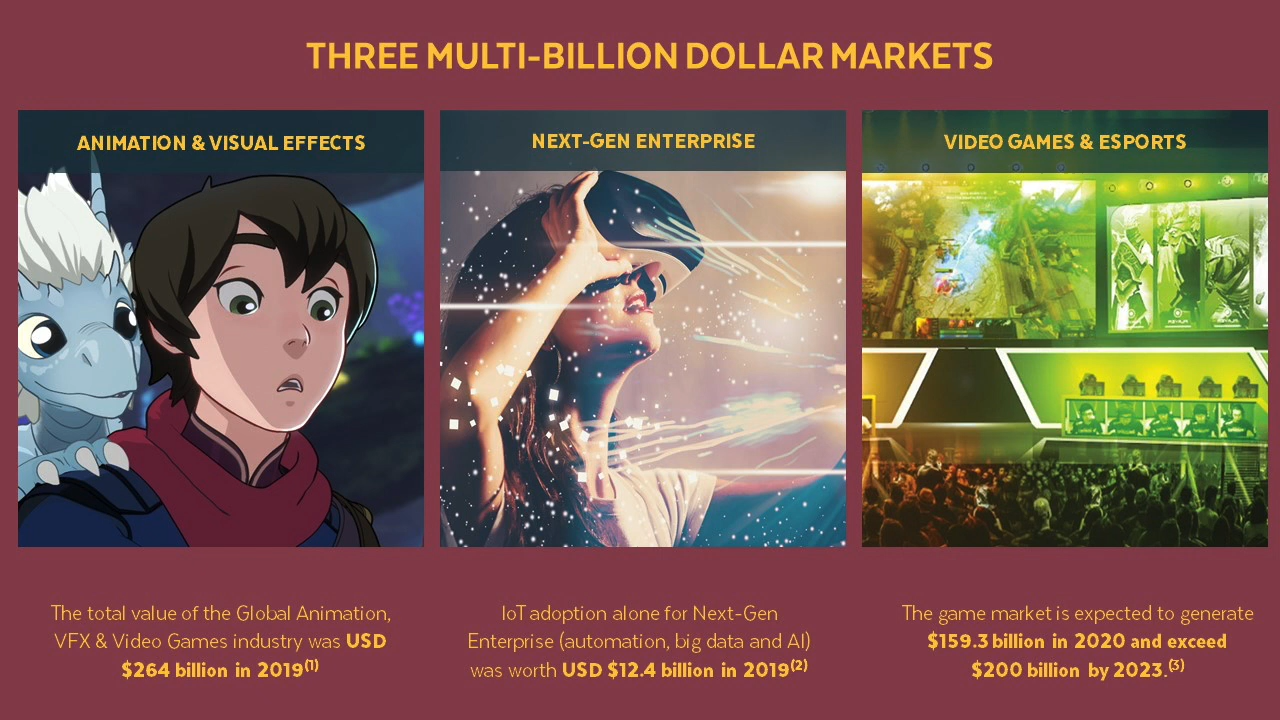 THREE MULTI-BILLION DOLLAR MARKETS
ANIMATION & VISUAL EFFECTS
NEXT-GEN ENTERPRISE
VIDEO GAMES & ESPORTS
The total value of the Global Animation,
VFX & Video Games industry was USD
$264 billion in 2019(1)
IoT adoption alone for Next-Gen
Enterprise (automation, big data and AI)
was worth USD $12.4 billion in 2019(2)
The game market is expected to generate
$159.3 billion in 2020 and exceed
$200 billion by 2023.(3)